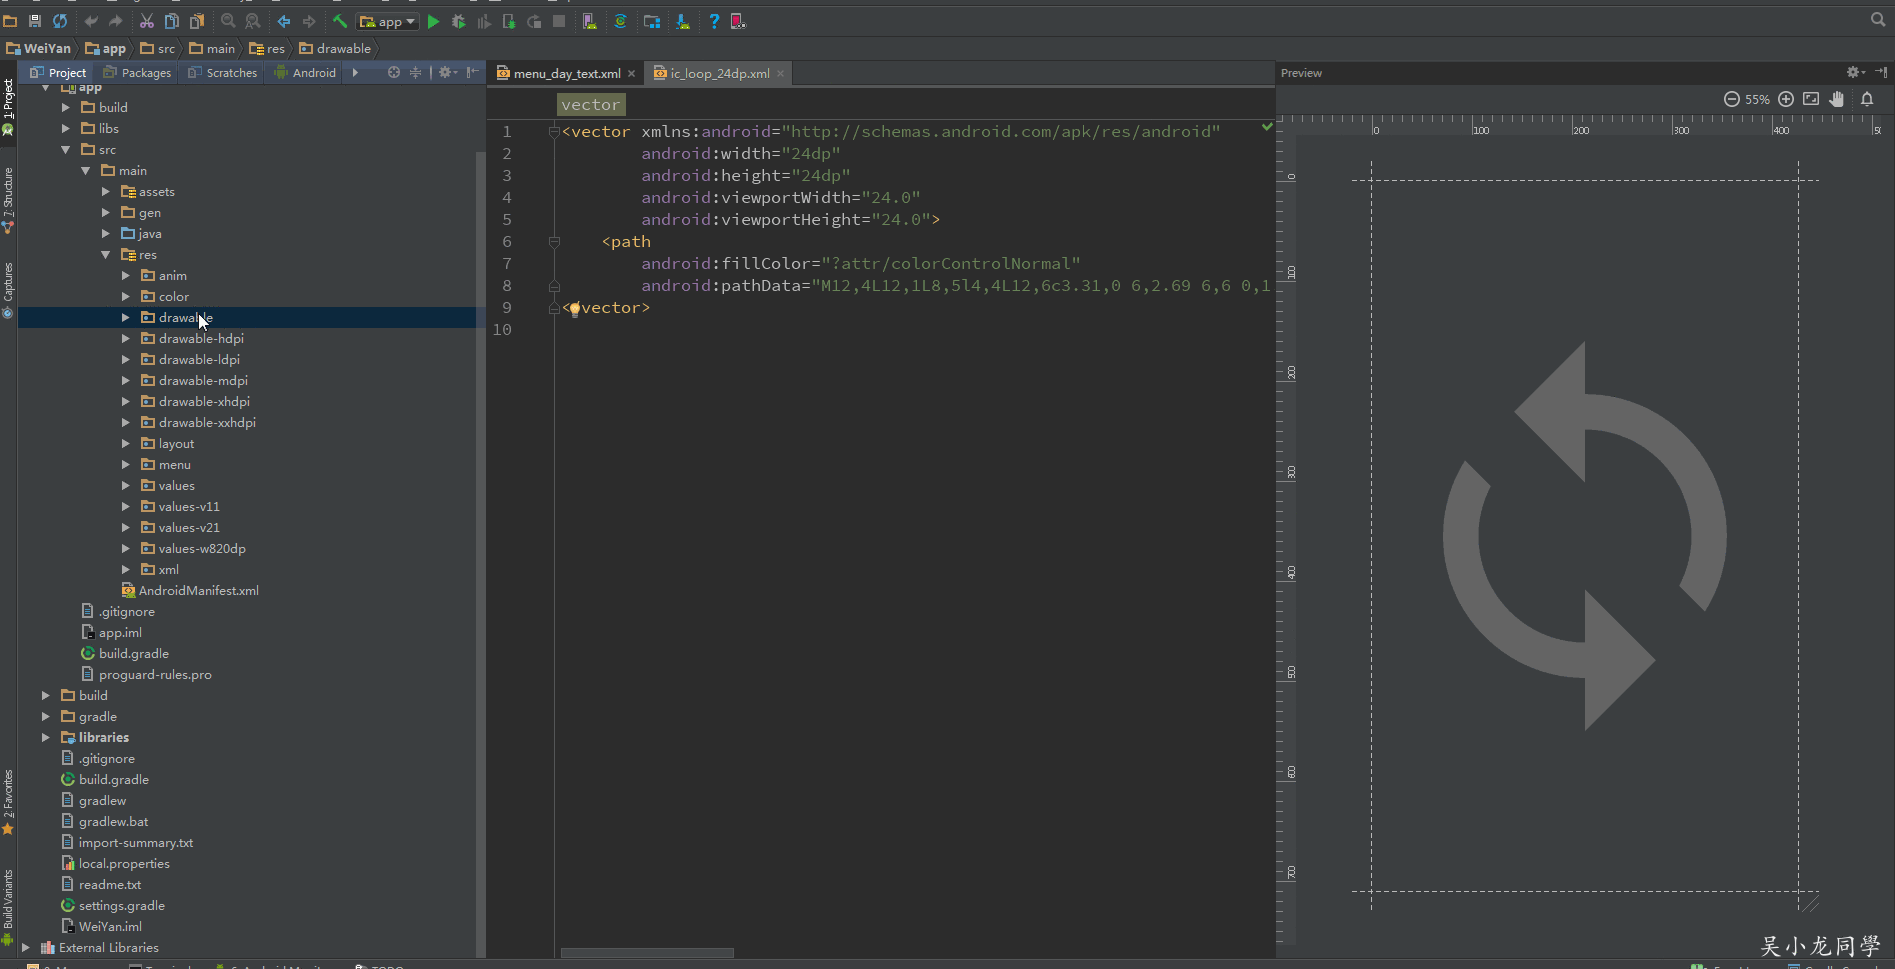 app
WeiYan app src main res drawable
Project Packages Scratches Android
1: Project
7: Structure
Captures
2: Favorites
Build Variants
app
build
libs
src
main
assets
gen
java
res
anim
color
drawable
drawable-hdpi
drawable-ldpi
drawable-mdpi
drawable-xhdpi
drawable-xxhdpi
layout
menu
values
values-v11
values-v21
values-w820dp
xml
AndroidManifest.xml
.gitignore
app.iml
build.gradle
proguard-rules.pro
build
gradle
libraries
.gitignore
build.gradle
gradlew
gradlew.bat
import-summary.txt
local.properties
readme.txt
settings.gradle
WeiYan.iml
External Libraries
menu_day_text.xml ic_loop_24dp.xml
vector
1 <vector xmlns:android="http://schemas.android.com/apk/res/android"
2 android:width="24dp"
3 android:height="24dp"
4 android:viewportWidth="24.0"
5 android:viewportHeight="24.0">
6 <path
7 android:fillColor="?attr/colorControlNormal"
8 android:pathData="M12,4L12,1L8,5l4,4L12,6c3.31,0 6,2.69 6,6 0,1
9 </vector>
10
Preview
55%
0 100 200 300 400
0
100
200
300
400
500
600
700
吴小龙同學